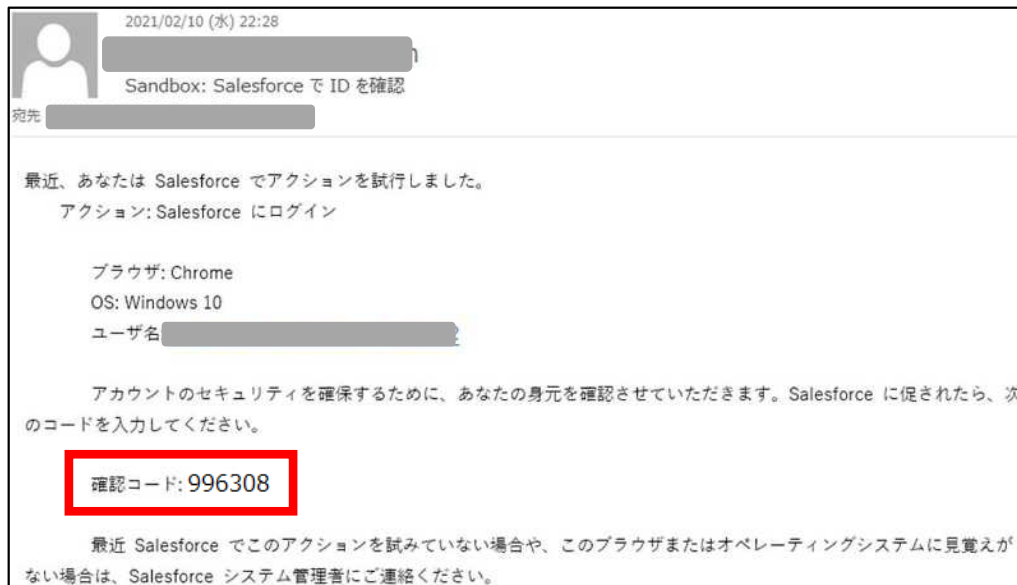 2021/02/10 (水) 22:28
Sandbox: Salesforce で ID を確認
宛先
最近、あなたは Salesforce でアクションを試行しました。
アクション: Salesforce にログイン
ブラウザ: Chrome
OS: Windows 10
ユーザ名
アカウントのセキュリティを確保するために、あなたの身元を確認させていただきます。Salesforce に促されたら、次
のコードを入力してください。
確認コード: 996308
最近 Salesforce でこのアクションを試みていない場合や、このブラウザまたはオペレーティングシステムに見覚えが
ない場合は、Salesforce システム管理者にご連絡ください。